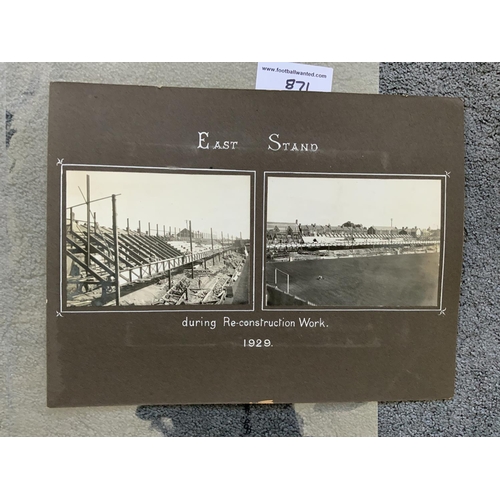 www.footballwanted.com
871
East Stand
during Re-construction Work.
1929.